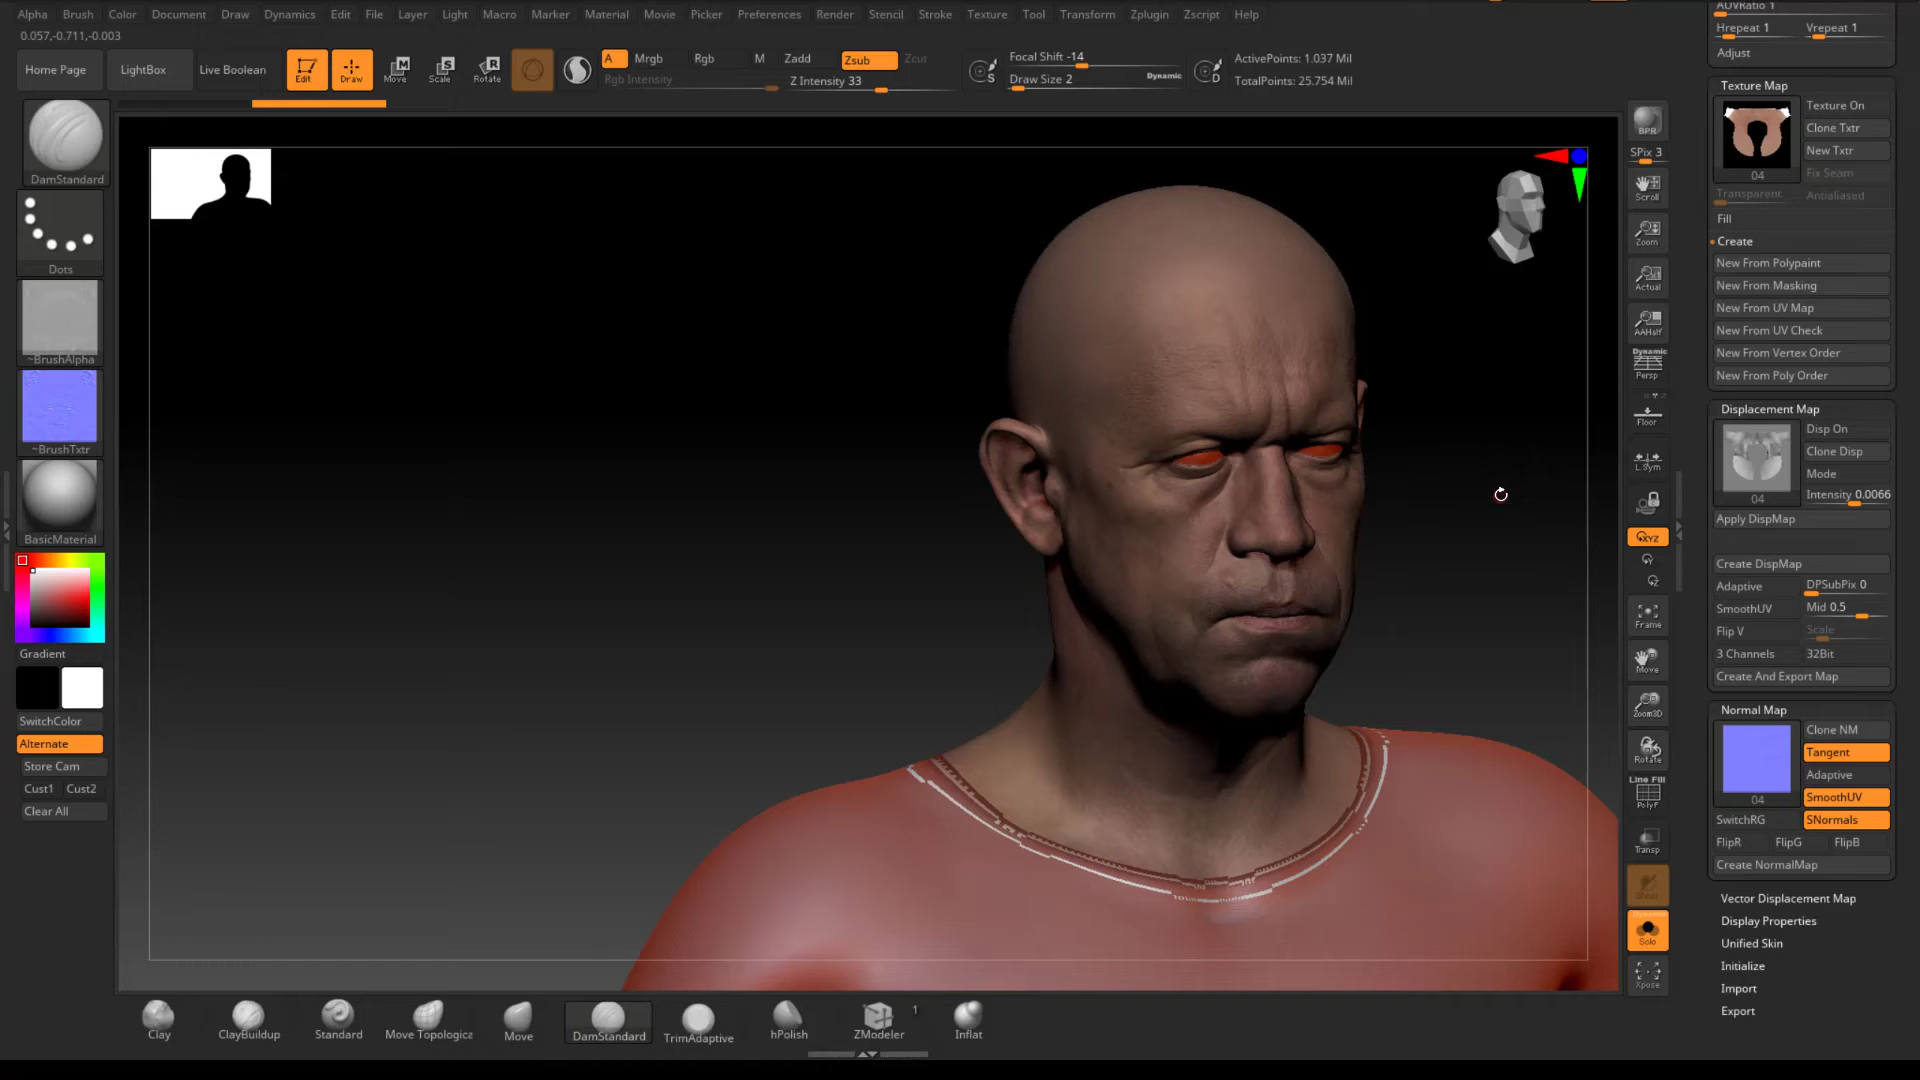 Alpha Brush Color Document Draw Dynamics Edit File Layer Light Macro Marker Material Movie Picker Preferences Render Stencil Stroke Texture Tool Transform Zplugin Zscript Help
0.057,-0.711,-0.003
Home Page LightBox Live Boolean Edit Draw Move Scale Rotate
A Mrgb Rgb M Zadd Zsub Zcut
Rgb Intensity Z Intensity 33
Focal Shift -14
Draw Size 2 Dynamic
ActivePoints: 1.037 Mil
TotalPoints: 25.754 Mil
DamStandard
Dots
~BrushAlpha
~BrushTxtr
BasicMaterial
Gradient
SwitchColor
Alternate
Store Cam
Cust1 Cust2
Clear All
BPR
SPix 3
Scroll
Zoom
Actual
AAHalf
Dynamic
Persp
Floor
L.Sym
XYZ
Frame
Move
Zoom3D
Rotate
Line Fill
PolyF
Transp
Dynamic
Solo
Xpose
AUVRatio 1
Hrepeat 1 Vrepeat 1
Adjust
Texture Map
Texture On
Clone Txtr
New Txtr
Fix Seam
04
Transparent Antialiased
Fill
Create
New From Polypaint
New From Masking
New From UV Map
New From UV Check
New From Vertex Order
New From Poly Order
Displacement Map
Disp On
Clone Disp
Mode
04 Intensity 0.0066
Apply DispMap
Create DispMap
Adaptive DPSubPix 0
SmoothUV Mid 0.5
Flip V Scale
3 Channels 32Bit
Create And Export Map
Normal Map
Clone NM
Tangent
Adaptive
04 SmoothUV
SwitchRG SNormals
FlipR FlipG FlipB
Create NormalMap
Vector Displacement Map
Display Properties
Unified Skin
Initialize
Import
Export
Clay ClayBuildup Standard Move Topologica Move DamStandard TrimAdaptive hPolish ZModeler 1 Inflat